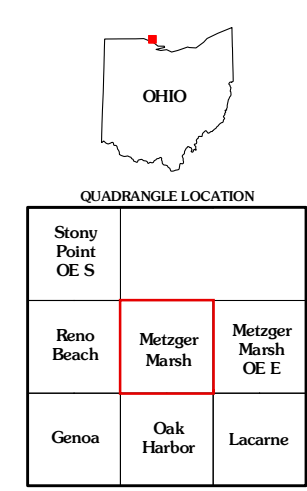 OHIO
QUADRANGLE LOCATION
Stony
Point
OE S
Reno
Beach
Metzger
Marsh
Metzger
Marsh
OE E
Genoa
Oak
Harbor
Lacarne